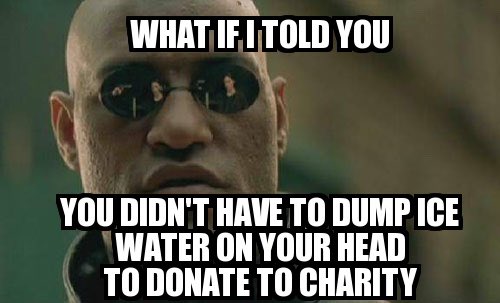 WHAT IF I TOLD YOU
YOU DIDN'T HAVE TO DUMP ICE
WATER ON YOUR HEAD
TO DONATE TO CHARITY